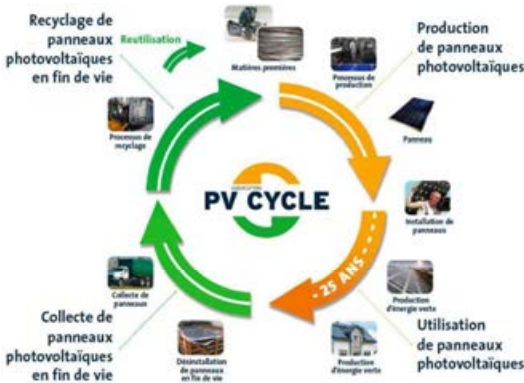 Recyclage de
panneaux
photovoltaïques
en fin de vie
Reutilisation
Matières premières
Processus de
production
Production
de panneaux
photovoltaïques
Panneau
Processus de
recyclage
ASSOCIATION
PV CYCLE
Installation de
panneaux
25 ANS
Production
d'énergie verte
Collecte de
panneaux
Collecte de
panneaux
photovoltaïques
en fin de vie
Désinstallation
de panneaux
en fin de vie
Production
d'énergie verte
Utilisation
de panneaux
photovoltaïques